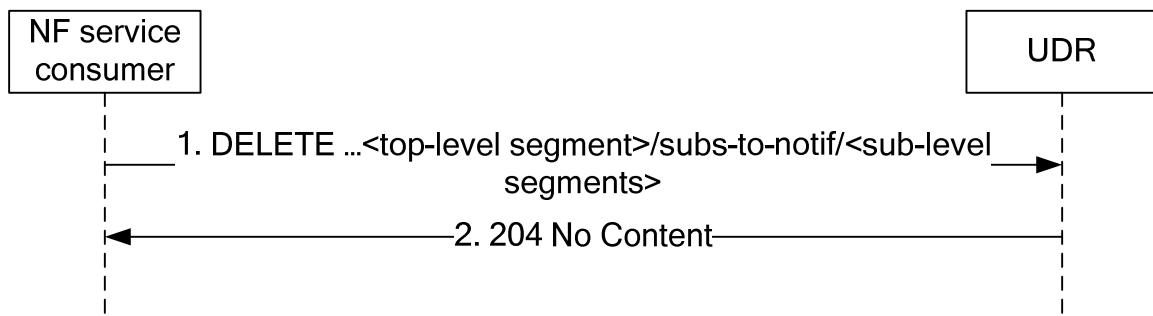 NF service
consumer
UDR
1. DELETE ...<top-level segment>/subs-to-notif/<sub-level
segments>
2. 204 No Content